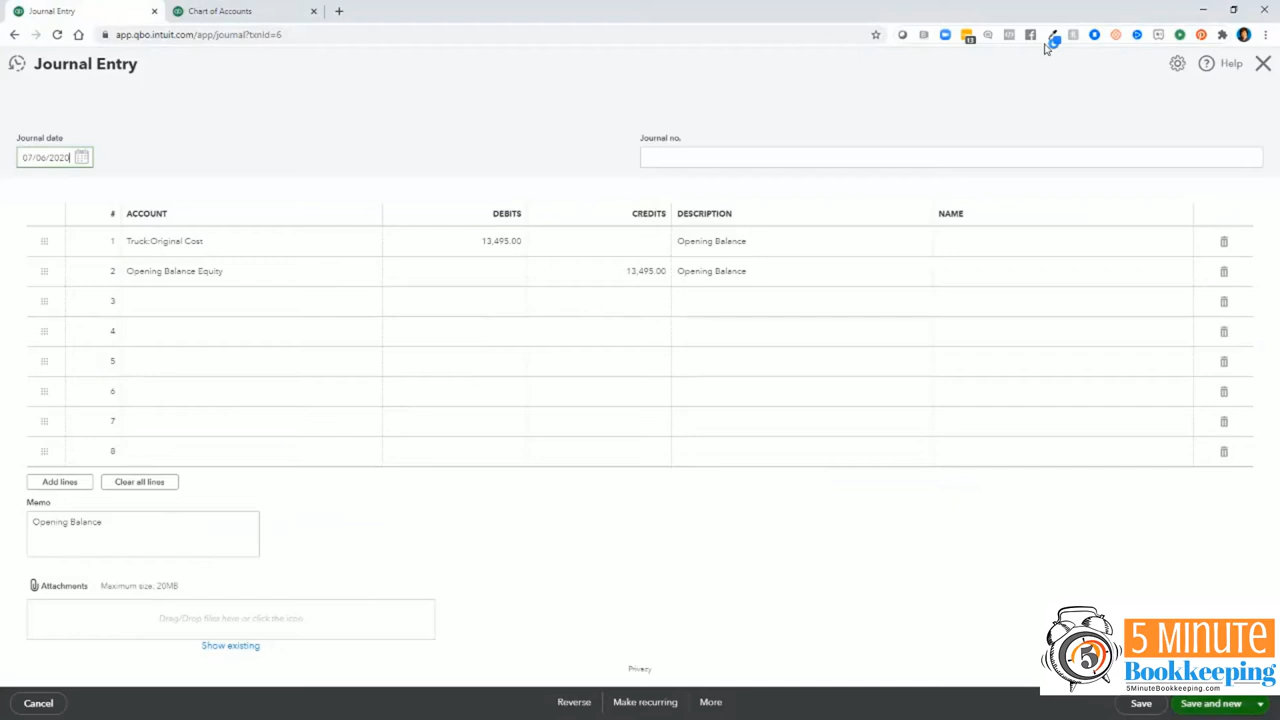 Journal Entry
Chart of Accounts
app.qbo.intuit.com/app/journal?txnId=6
13
Journal Entry
Help
Journal date
Journal no.
07/06/2020
# ACCOUNT DEBITS CREDITS DESCRIPTION NAME
1 Truck:Original Cost 13,495.00 Opening Balance
2 Opening Balance Equity 13,495.00 Opening Balance
3
4
5
6
7
8
Add lines Clear all lines
Memo
Opening Balance
Attachments Maximum size: 20MB
Drag/Drop files here or click the icon
Show existing
Privacy
Cancel Reverse Make recurring More Save Save and new
5
5 MINUTE
Bookkeeping
5MinuteBookkeeping.com